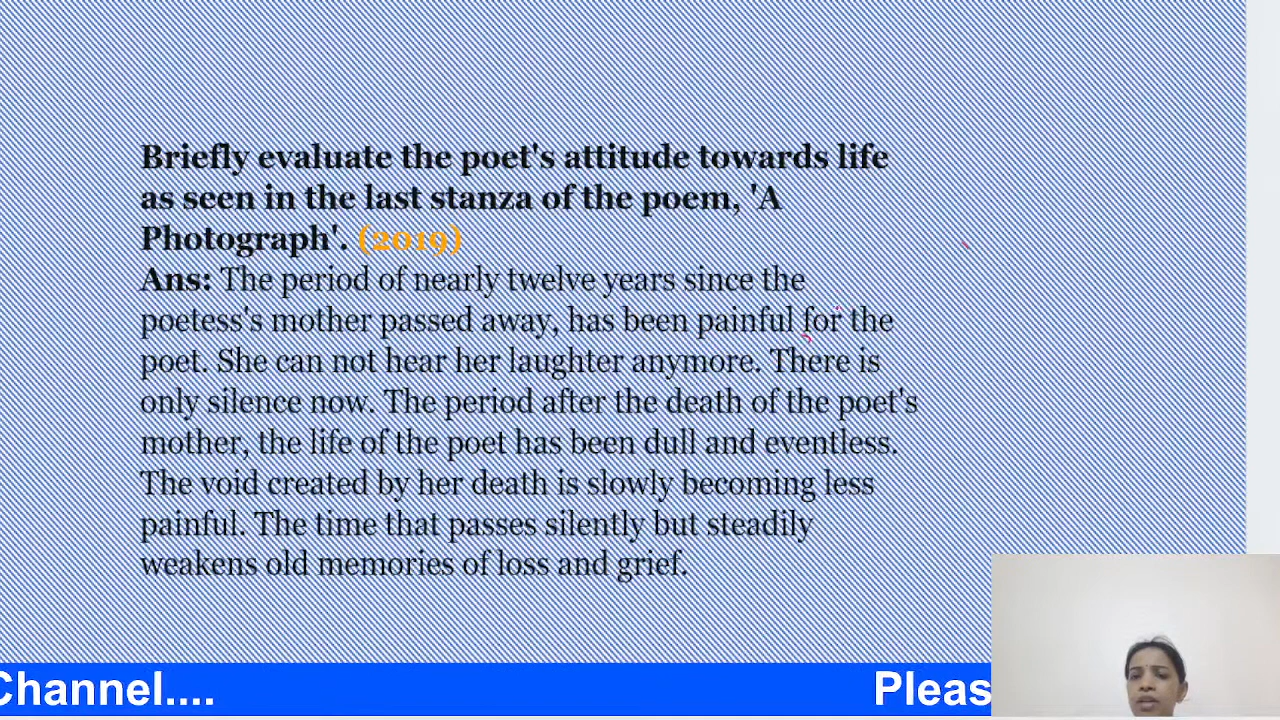 Briefly evaluate the poet's attitude towards life
as seen in the last stanza of the poem, 'A
Photograph'. (2019)
Ans: The period of nearly twelve years since the
poetess's mother passed away, has been painful for the
poet. She can not hear her laughter anymore. There is
only silence now. The period after the death of the poet's
mother, the life of the poet has been dull and eventless.
The void created by her death is slowly becoming less
painful. The time that passes silently but steadily
weakens old memories of loss and grief.
Channel.... Pleas